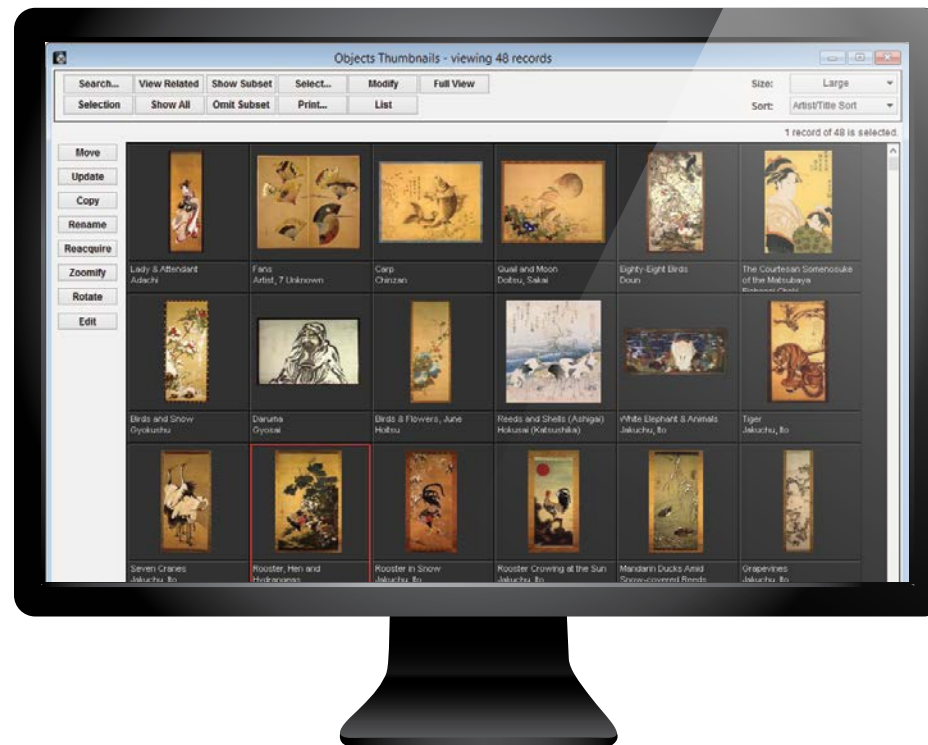 Objects Thumbnails - viewing 48 records
Search... View Related Show Subset Select... Modify Full View Size: Large
Selection Show All Omit Subset Print... List Sort: Artist/Title Sort
1 record of 48 is selected.
Move
Update
Copy
Rename
Reacquire
Zoomify
Rotate
Edit
Lady & Attendant
Adachi
Fans
Artist, 7 Unknown
Carp
Chinzan
Quail and Moon
Doitsu, Sakai
Eighty-Eight Birds
Doun
The Courtesan Somenosuke
of the Matsubaya
Birds and Snow
Gyokushu
Daruma
Gyosai
Birds & Flowers, June
Hoitsu
Reeds and Shells (Ashigai)
Hokusai (Katsushika)
White Elephant & Animals
Jakuchu, Ito
Tiger
Jakuchu, Ito
Seven Cranes
Jakuchu, Ito
Rooster, Hen and
Hydrangeas
Rooster in Snow
Jakuchu, Ito
Rooster Crowing at the Sun
Jakuchu, Ito
Mandarin Ducks Amid
Snow-covered Reeds
Grapevines
Jakuchu, Ito